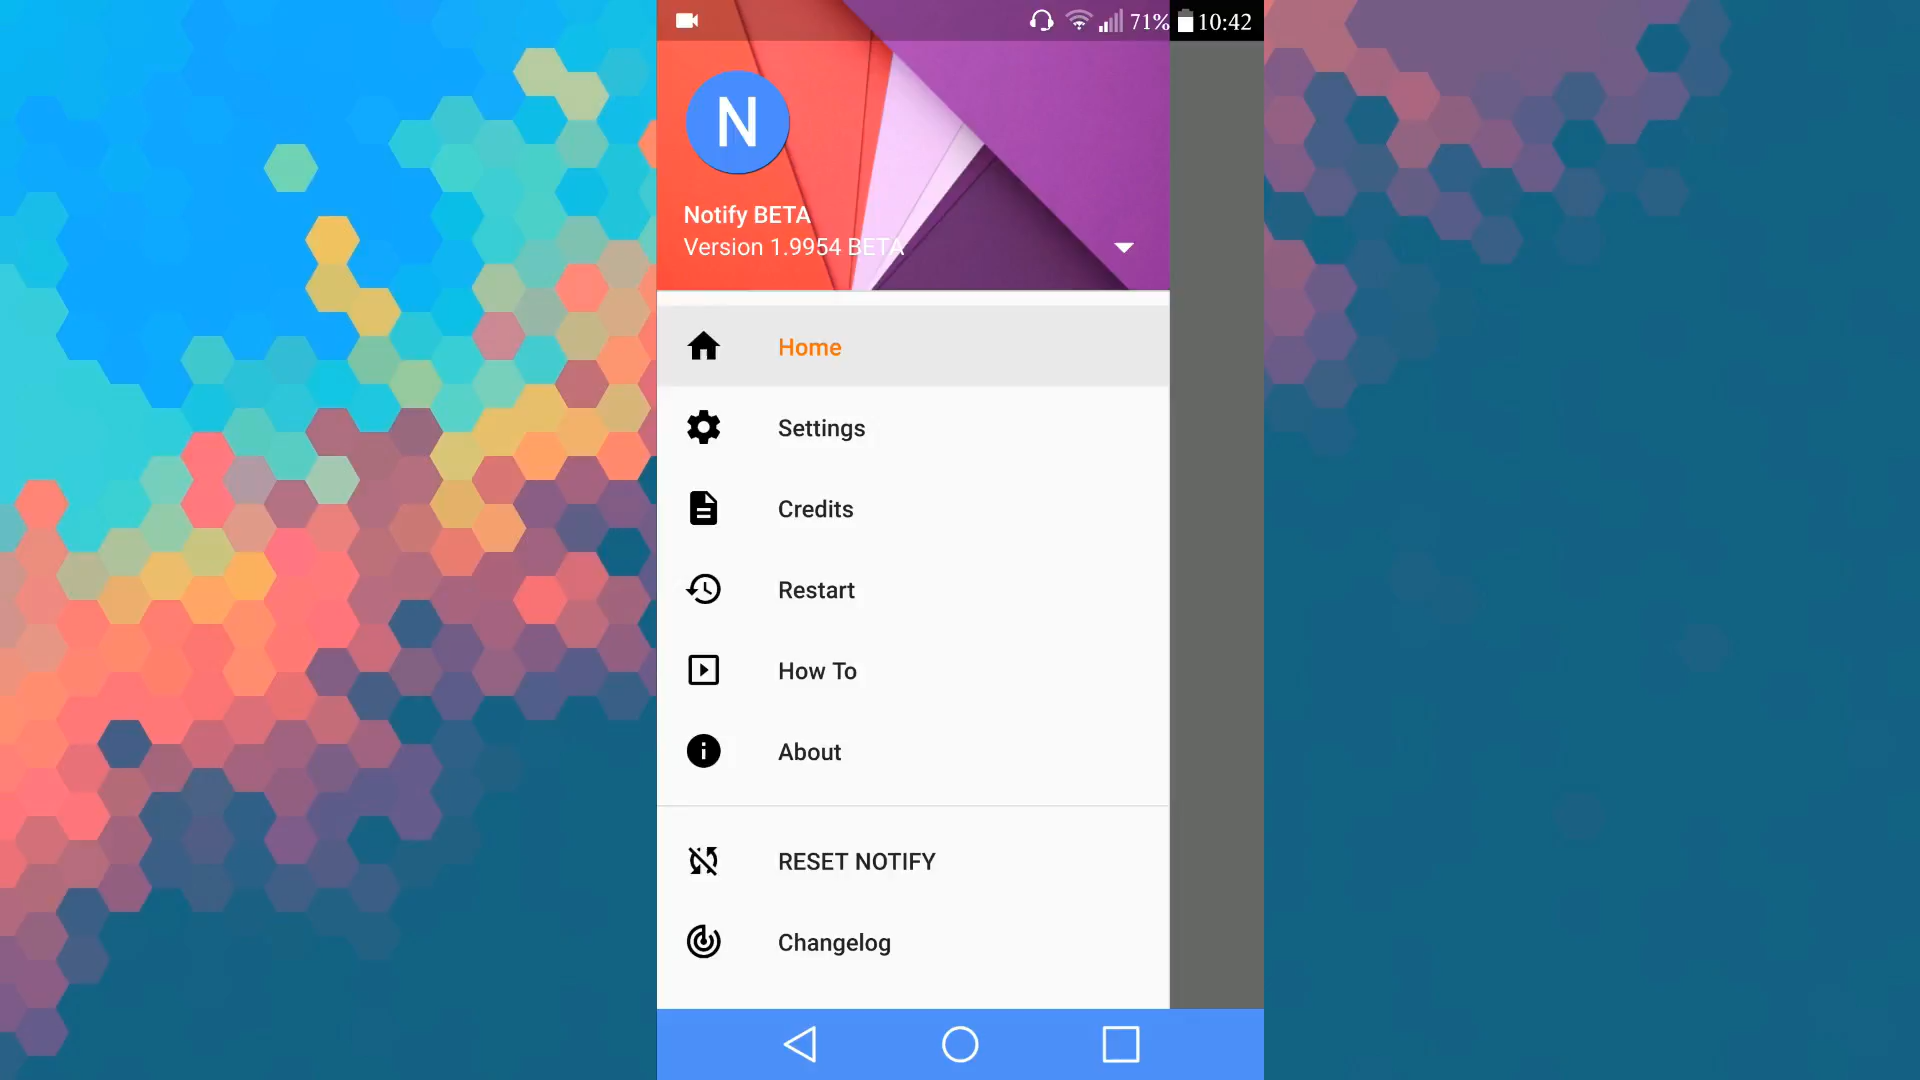 71% 10:42
N
Notify BETA
Version 1.9954 BETA
Home
Settings
Credits
Restart
How To
About
RESET NOTIFY
Changelog